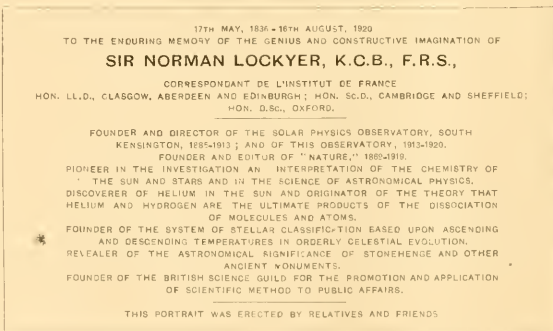 17TH MAY, 1836 - 16TH AUGUST, 1920
TO THE ENDURING MEMORY OF THE GENIUS AND CONSTRUCTIVE IMAGINATION OF
SIR NORMAN LOCKYER, K.C.B., F.R.S.,
CORRESPONDANT DE L'INSTITUT DE FRANCE
HON. LL.D., GLASGOW, ABERDEEN AND EDINBURGH; HON. SC.D., CAMBRIDGE AND SHEFFIELD;
HON. D.SC., OXFORD.
FOUNDER AND DIRECTOR OF THE SOLAR PHYSICS OBSERVATORY, SOUTH
KENSINGTON, 1885-1913; AND OF THIS OBSERVATORY, 1913-1920.
FOUNDER AND EDITOR OF "NATURE," 1869-1919.
PIONEER IN THE INVESTIGATION AN INTERPRETATION OF THE CHEMISTRY OF
THE SUN AND STARS AND IN THE SCIENCE OF ASTRONOMICAL PHYSICS.
DISCOVERER OF HELIUM IN THE SUN AND ORIGINATOR OF THE THEORY THAT
HELIUM AND HYDROGEN ARE THE ULTIMATE PRODUCTS OF THE DISSOCIATION
OF MOLECULES AND ATOMS.
FOUNDER OF THE SYSTEM OF STELLAR CLASSIFICATION BASED UPON ASCENDING
AND DESCENDING TEMPERATURES IN ORDERLY CELESTIAL EVOLUTION.
REVEALER OF THE ASTRONOMICAL SIGNIFICANCE OF STONEHENGE AND OTHER
ANCIENT MONUMENTS.
FOUNDER OF THE BRITISH SCIENCE GUILD FOR THE PROMOTION AND APPLICATION
OF SCIENTIFIC METHOD TO PUBLIC AFFAIRS.
THIS PORTRAIT WAS ERECTED BY RELATIVES AND FRIENDS